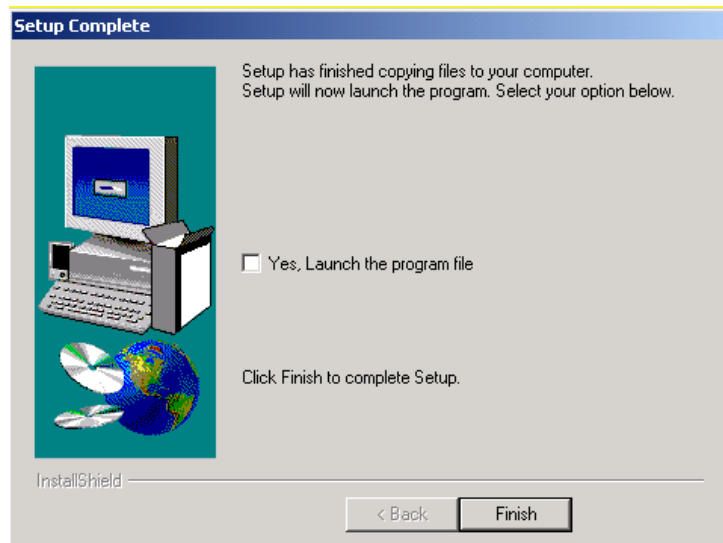 Setup Complete
Setup has finished copying files to your computer.
Setup will now launch the program. Select your option below.
Yes, Launch the program file
Click Finish to complete Setup.
InstallShield
< Back
Finish